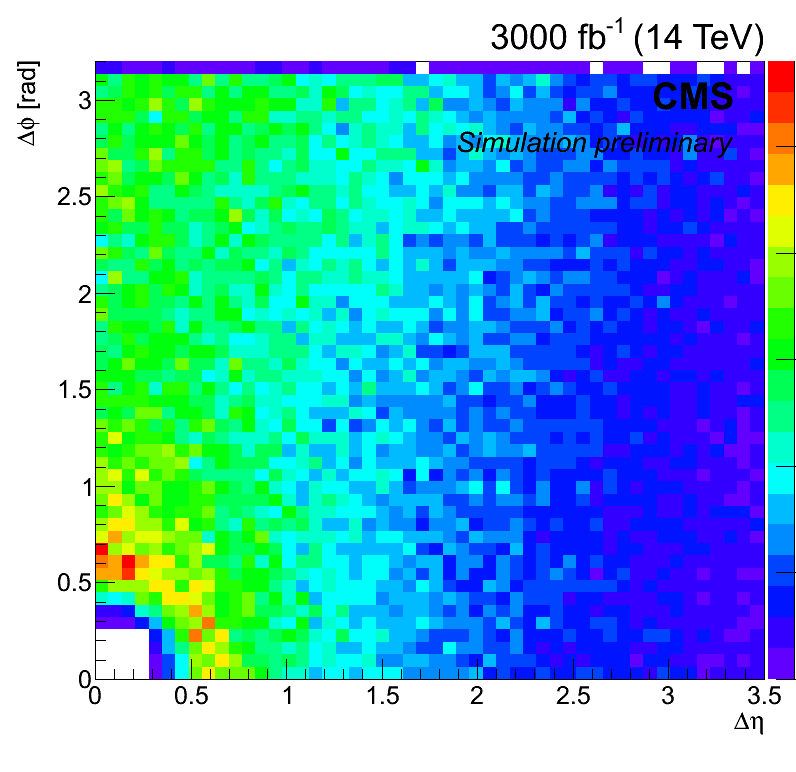 3000 fb⁻¹ (14 TeV)
Δϕ [rad]
CMS
Simulation preliminary
3
2.5
2
1.5
1
0.5
0
0 0.5 1 1.5 2 2.5 3 3.5
Δη